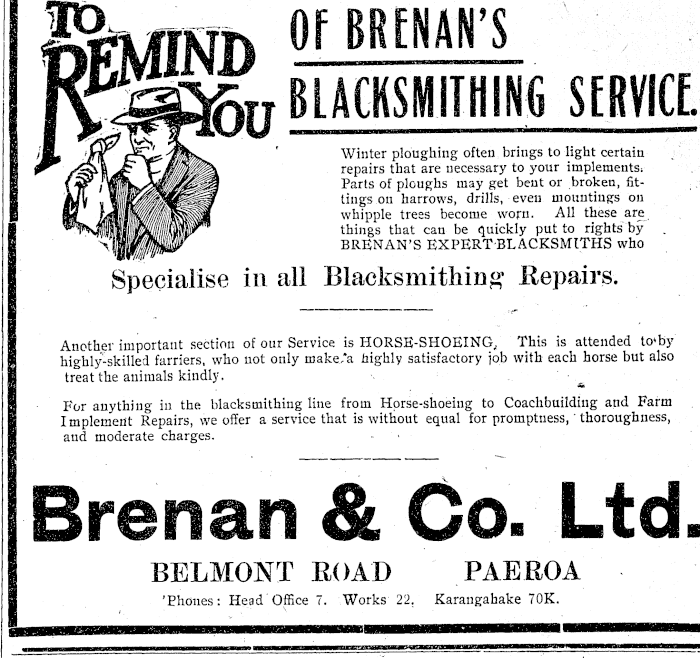 TO
REMIND
YOU
OF BRENAN'S
BLACKSMITHING SERVICE.
Winter ploughing often brings to light certain
repairs that are necessary to your implements.
Parts of ploughs may get bent or broken, fit-
tings on harrows, drills, even mountings on
whipple trees become worn. All these are
things that can be quickly put to rights by
BRENAN'S EXPERT BLACKSMITHS who
Specialise in all Blacksmithing Repairs.
Another important section of our Service is HORSE-SHOEING, This is attended to by
highly-skilled farriers, who not only make a highly satisfactory job with each horse but also
treat the animals kindly.
For anything in the blacksmithing line from Horse-shoeing to Coachbuilding and Farm
Implement Repairs, we offer a service that is without equal for promptness, thoroughness,
and moderate charges.
Brenan & Co. Ltd.
BELMONT ROAD PAEROA
'Phones: Head Office 7. Works 22, Karangahake 70K.